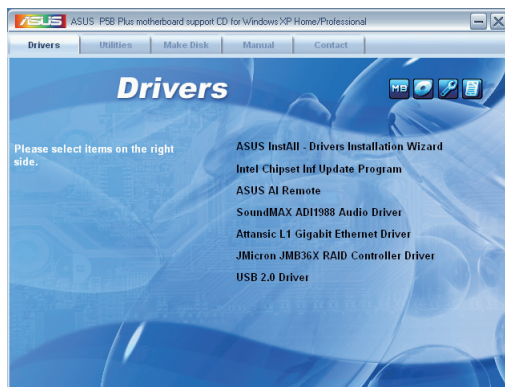 ASUS P5B Plus motherboard support CD for Windows XP Home/Professional
Drivers Utilities Make Disk Manual Contact
Drivers
MB
Please select items on the right
side.
ASUS InstAll - Drivers Installation Wizard
Intel Chipset Inf Update Program
ASUS AI Remote
SoundMAX ADI1988 Audio Driver
Attansic L1 Gigabit Ethernet Driver
JMicron JMB36X RAID Controller Driver
USB 2.0 Driver